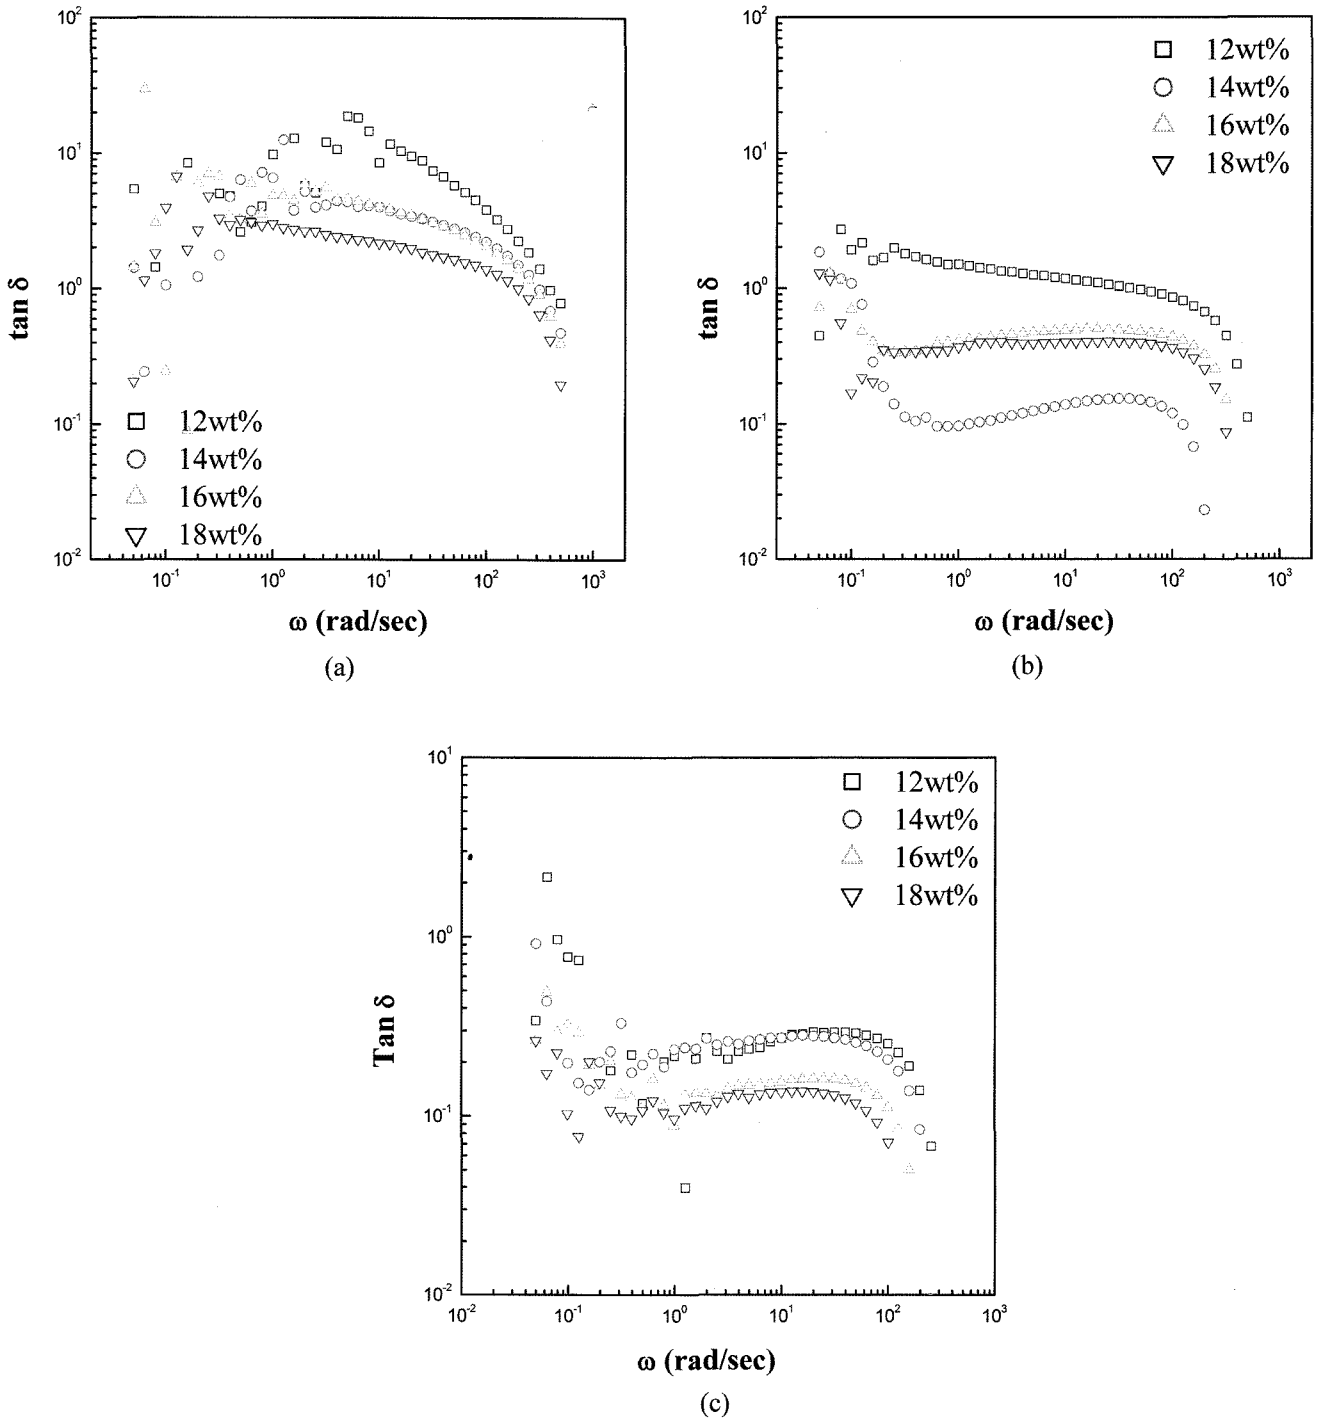 10²
10¹
10⁰
10⁻¹
10⁻²
tan δ
12wt%
14wt%
16wt%
18wt%
10⁻¹ 10⁰ 10¹ 10² 10³
ω (rad/sec)
(a)
10²
10¹
10⁰
10⁻¹
10⁻²
tan δ
12wt%
14wt%
16wt%
18wt%
10⁻¹ 10⁰ 10¹ 10² 10³
ω (rad/sec)
(b)
10¹
10⁰
10⁻¹
10⁻²
Tan δ
12wt%
14wt%
16wt%
18wt%
10⁻² 10⁻¹ 10⁰ 10¹ 10² 10³
ω (rad/sec)
(c)